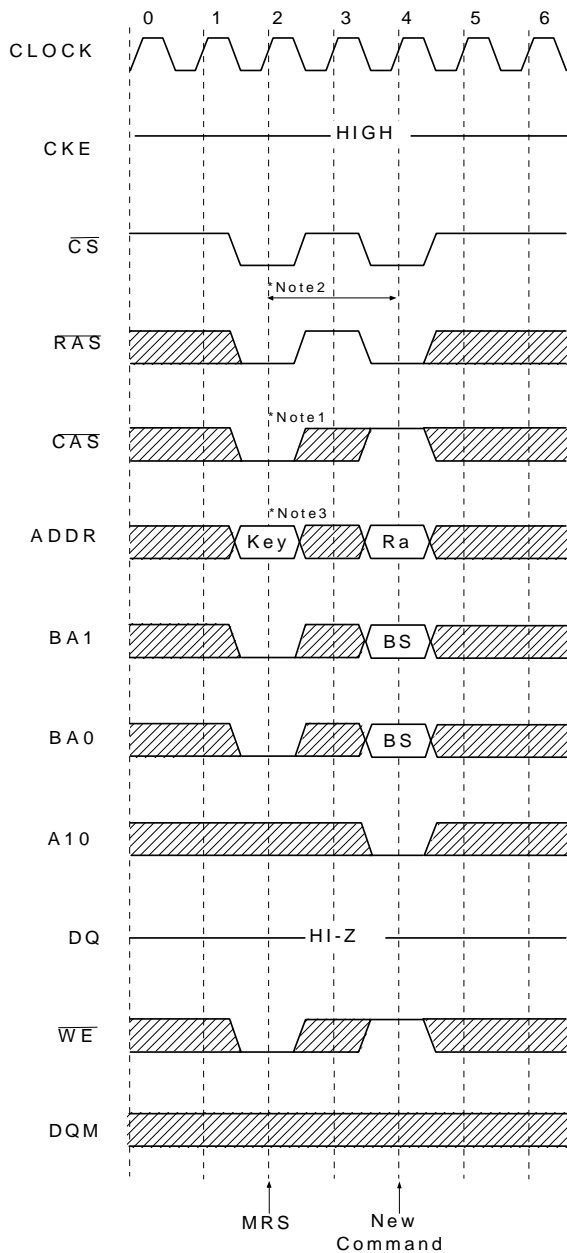 0 1 2 3 4 5 6
CLOCK
CKE
HIGH
CS
*Note2
RAS
*Note1
CAS
*Note3
ADDR
Key
Ra
BA1
BS
BA0
BS
A10
DQ
HI-Z
WE
DQM
MRS
New
Command